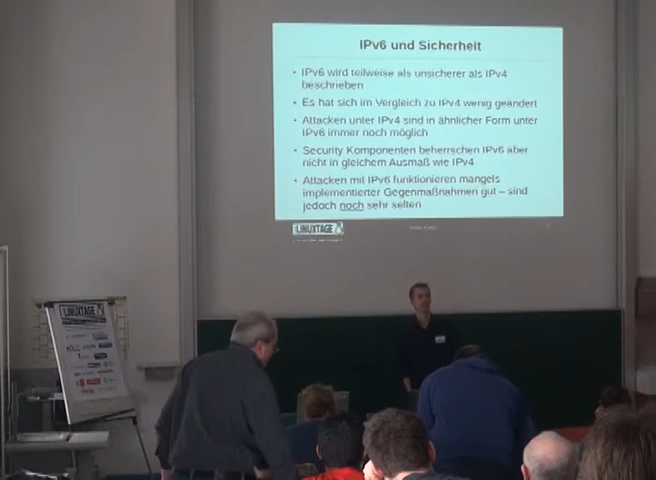 IPv6 und Sicherheit
• IPv6 wird teilweise als unsicherer als IPv4
beschrieben
• Es hat sich im Vergleich zu IPv4 wenig geändert
• Attacken unter IPv4 sind in ähnlicher Form unter
IPv6 immer noch möglich
• Security Komponenten beherrschen IPv6 aber
nicht in gleichem Ausmaß wie IPv4
• Attacken mit IPv6 funktionieren mangels
implementierter Gegenmaßnahmen gut – sind
jedoch noch sehr selten
LINUXTAGE
LINUXTAGE